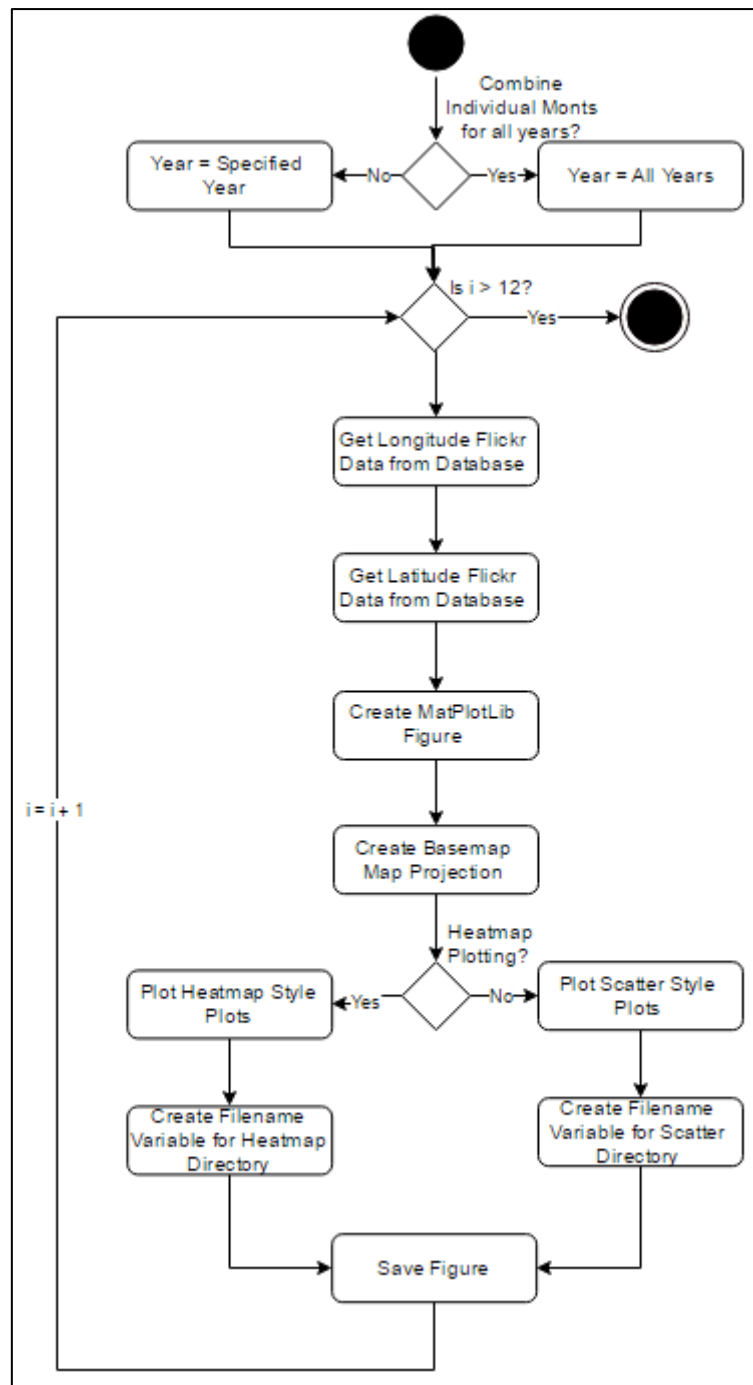 Combine
Individual Monts
for all years?
Year = Specified
Year
No
Yes
Year = All Years
Is i > 12?
Yes
Get Longitude Flickr
Data from Database
Get Latitude Flickr
Data from Database
Create MatPlotLib
Figure
i = i + 1
Create Basemap
Map Projection
Heatmap
Plotting?
Plot Heatmap Style
Plots
Yes
No
Plot Scatter Style
Plots
Create Filename
Variable for Heatmap
Directory
Create Filename
Variable for Scatter
Directory
Save Figure